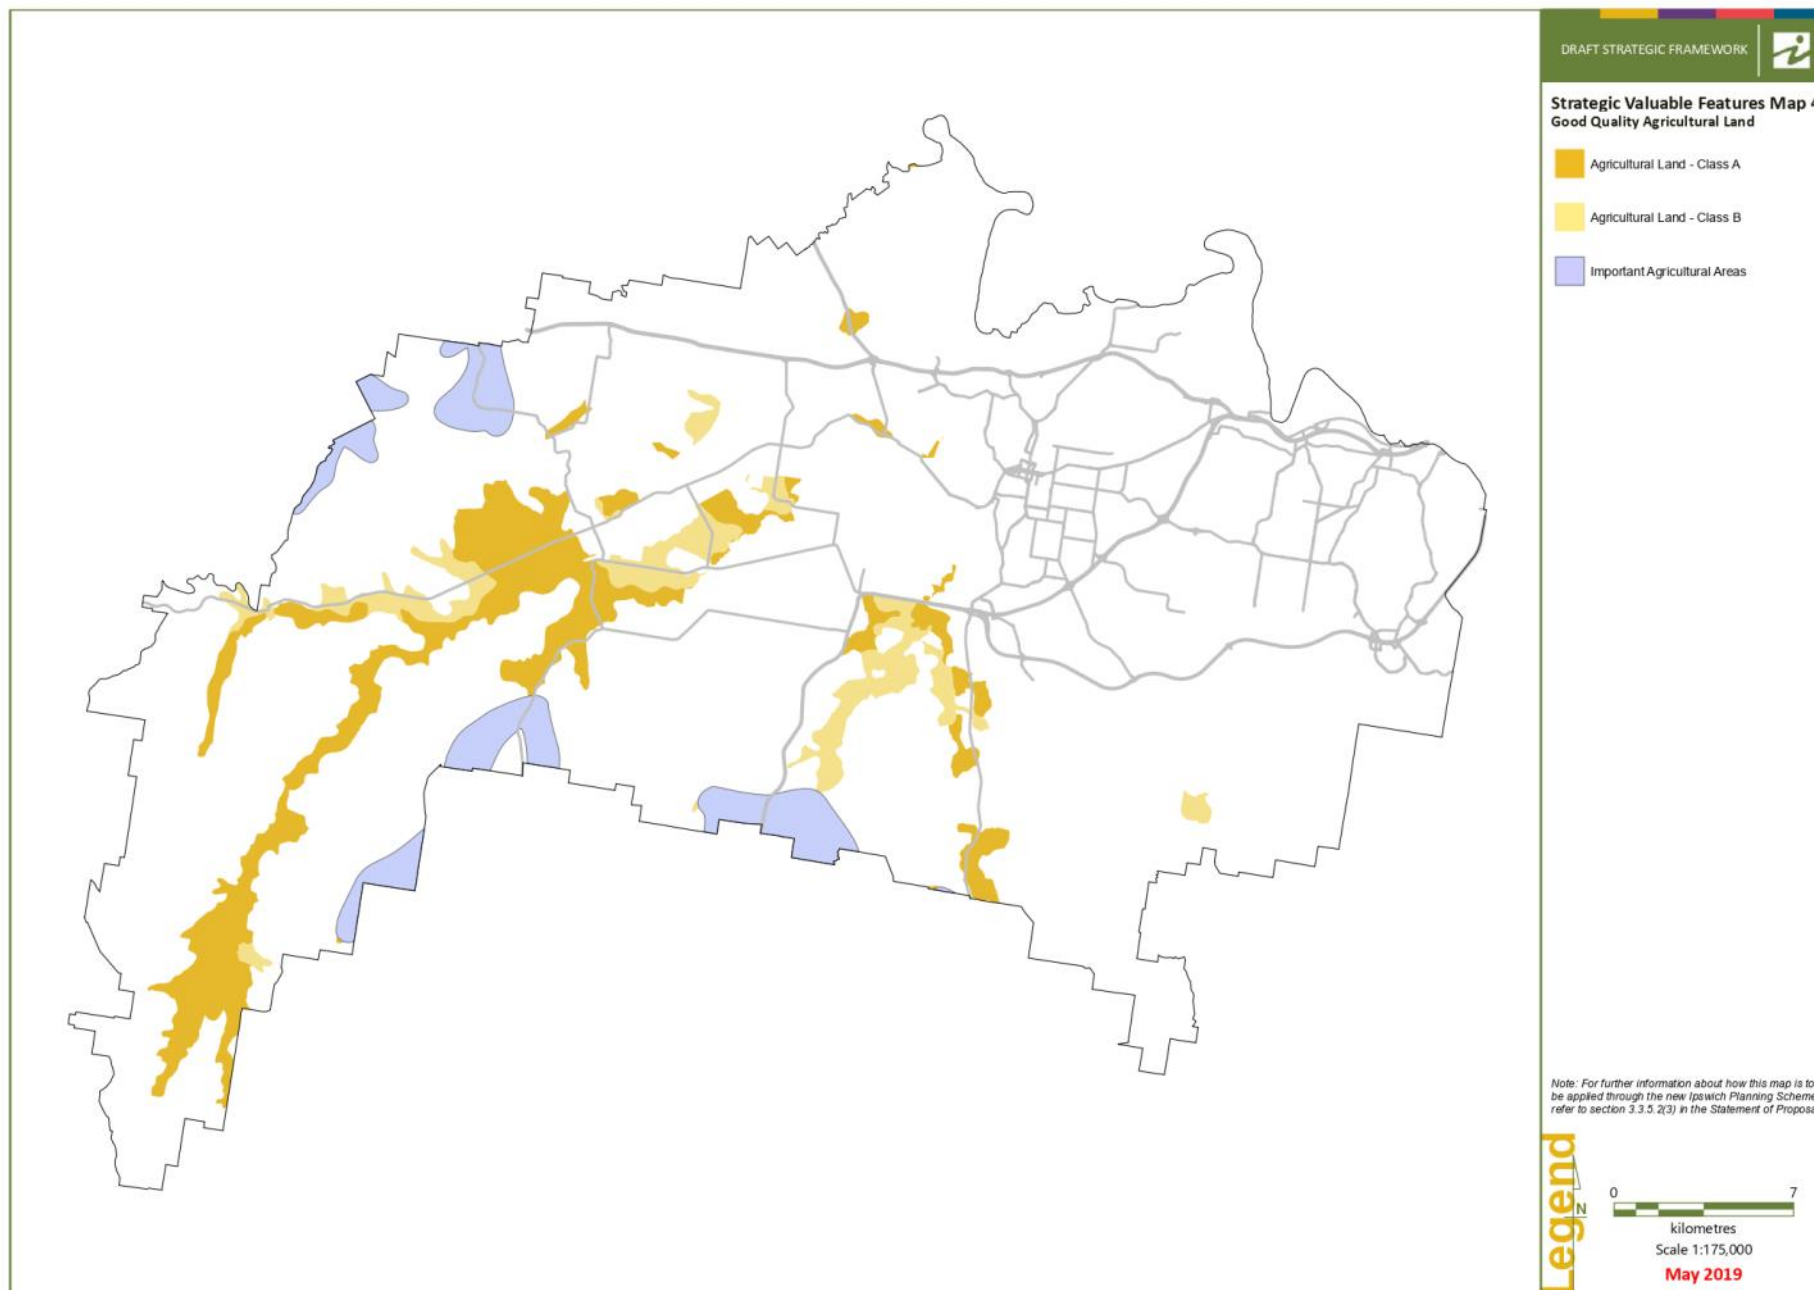 DRAFT STRATEGIC FRAMEWORK
Strategic Valuable Features Map 4
Good Quality Agricultural Land
Agricultural Land - Class A
Agricultural Land - Class B
Important Agricultural Areas
Note: For further information about how this map is to
be applied through the new Ipswich Planning Scheme
refer to section 3.3.5.2(3) in the Statement of Proposa
Legend
N
0 7
kilometres
Scale 1:175,000
May 2019